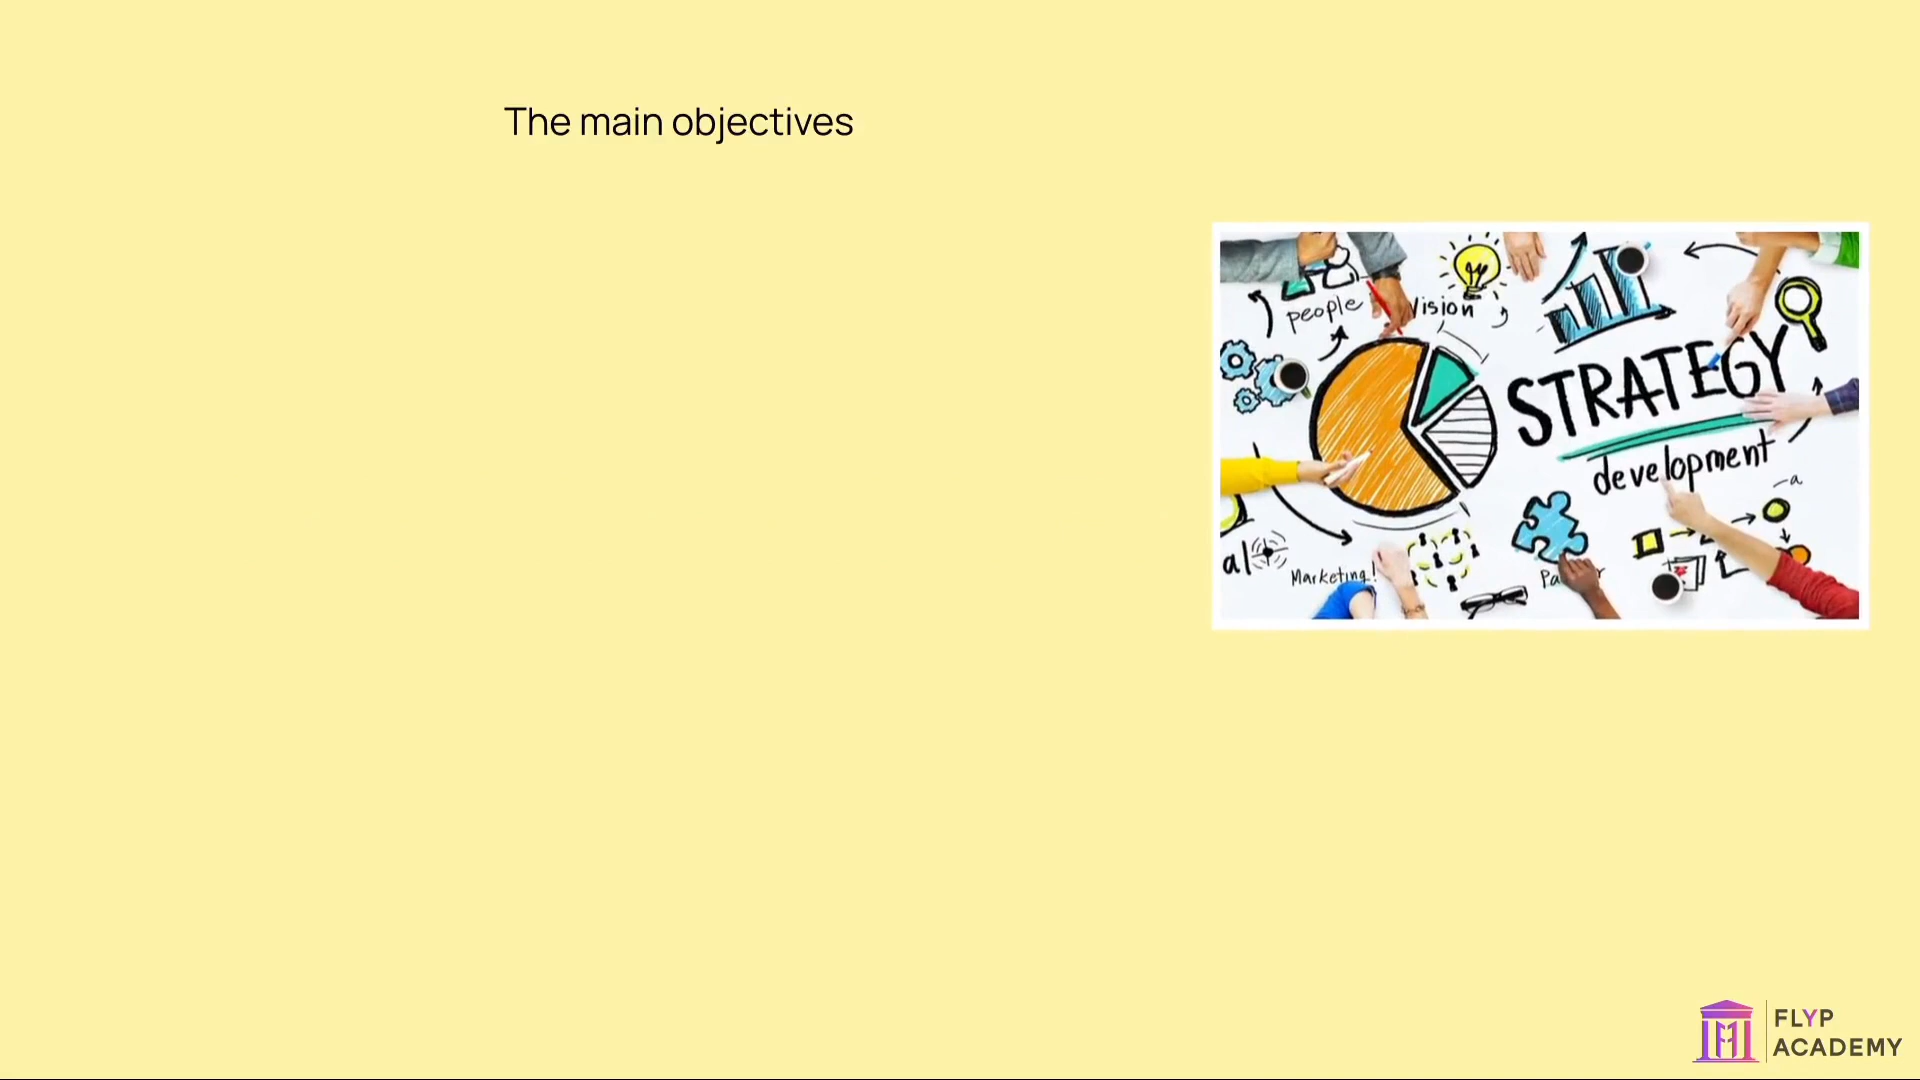 The main objectives
people
Vision
STRATEGY
development
Marketing!
FLYP
ACADEMY